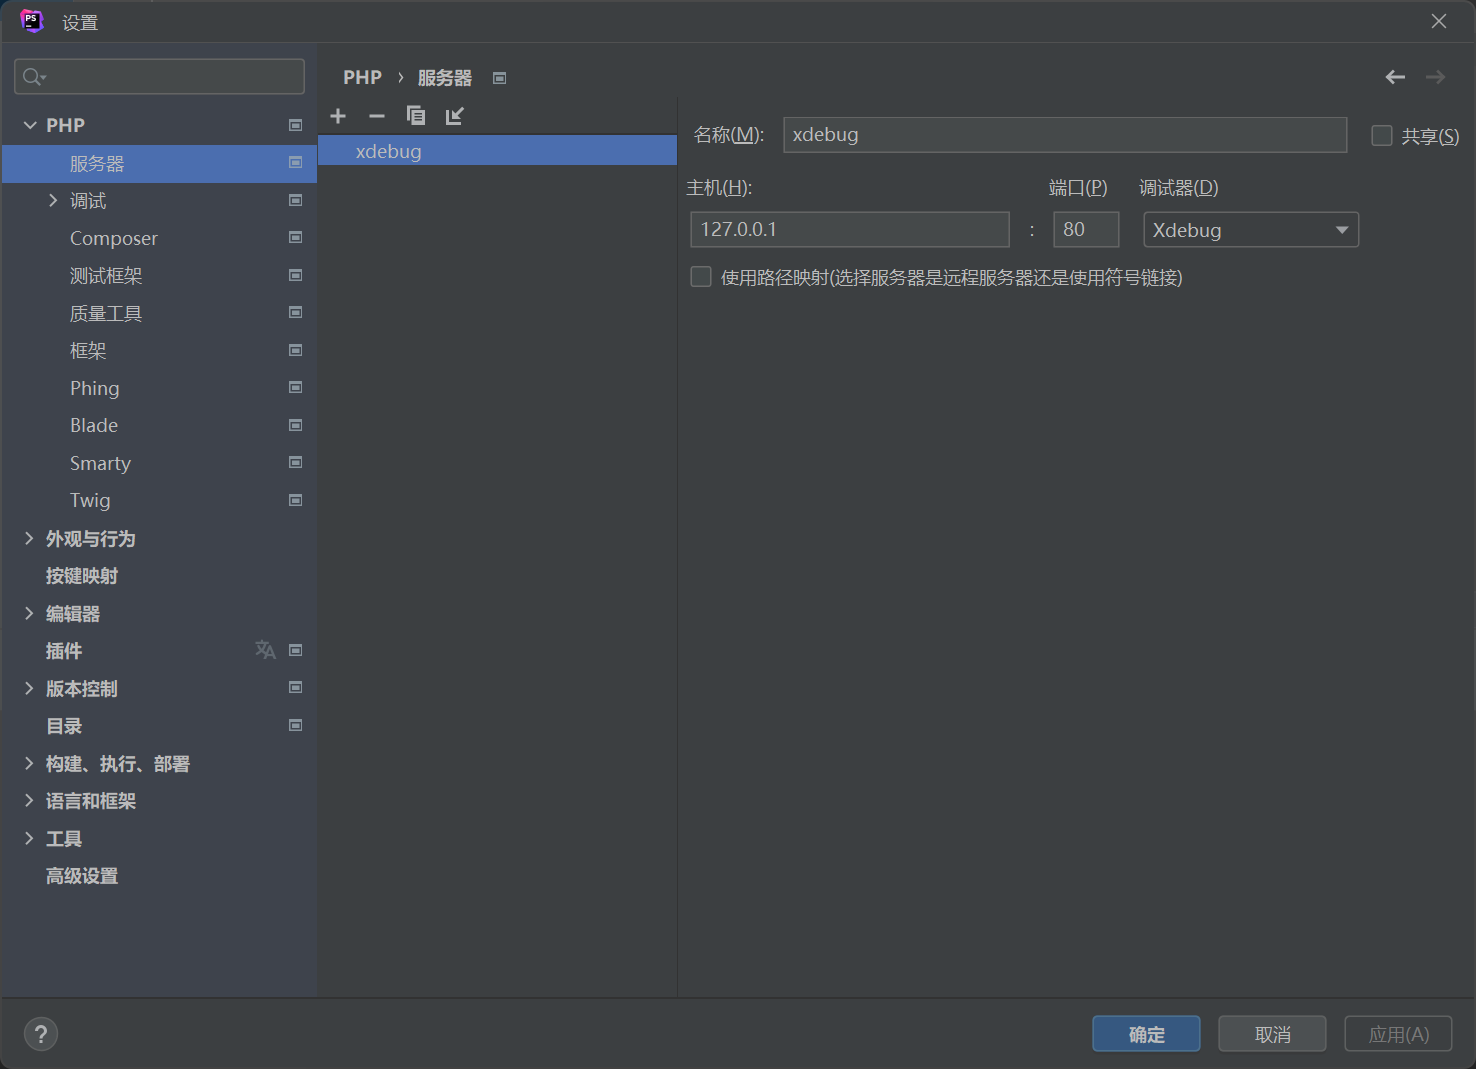 PS
设置
PHP
服务器
调试
Composer
测试框架
质量工具
框架
Phing
Blade
Smarty
Twig
外观与行为
按键映射
编辑器
插件
版本控制
目录
构建、执行、部署
语言和框架
工具
高级设置
PHP › 服务器
xdebug
名称(M): xdebug 共享(S)
主机(H): 端口(P) 调试器(D)
127.0.0.1 : 80 Xdebug
使用路径映射(选择服务器是远程服务器还是使用符号链接)
? 确定 取消 应用(A)